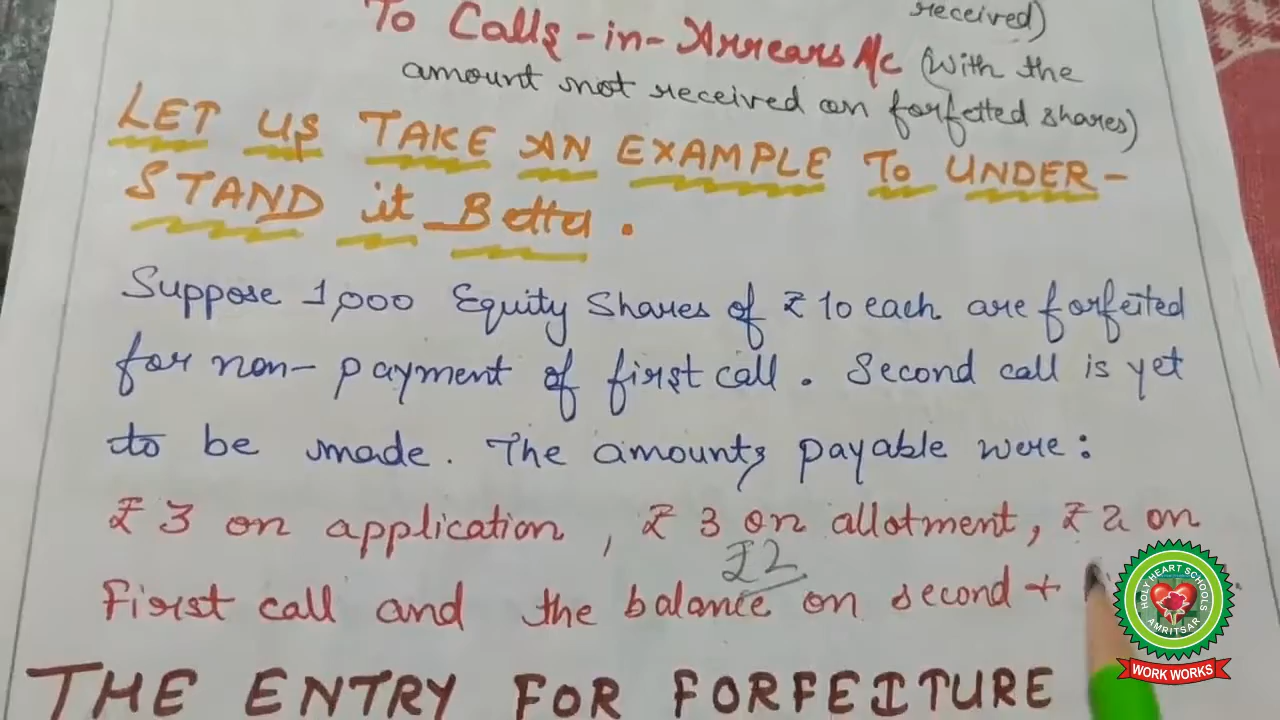 received)
To Calls-in-Arrears A/c (With the
amount not received on forfetted shares)
LET US TAKE AN EXAMPLE TO UNDER-
STAND it Better.
Suppose 1,000 Equity Shares of ₹ 10 each are forfeited
for non-payment of first call. Second call is yet
to be made. The amounts payable were:
₹ 3 on application, ₹ 3 on allotment, ₹ 2 on
₹2
First call and the balance on second +
THE ENTRY FOR FORFEITURE
HOLY HEART SCHOOLS
AMRITSAR
WORK WORKS